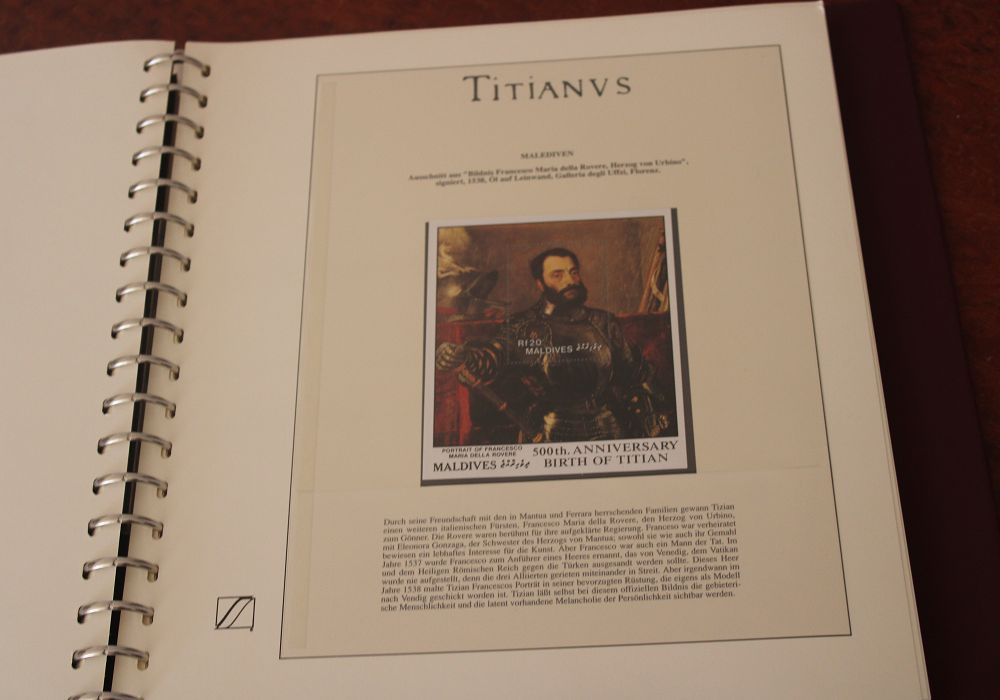 TITIANVS
MALEDIVEN
Ausschnitt aus "Bildnis Francesco Maria della Rovere, Herzog von Urbino",
signiert, 1538, Öl auf Leinwand, Galleria degli Uffizi, Florenz.
Rf20
MALDIVES ދިވެހިރާއްޖެ
PORTRAIT OF FRANCESCO
MARIA DELLA ROVERE
500th. ANNIVERSARY
MALDIVES ދިވެހިރާއްޖެ
BIRTH OF TITIAN
Durch seine Freundschaft mit den in Mantua und Ferrara herrschenden Familien gewann Tizian
einen weiteren italienischen Fürsten, Francesco Maria della Rovere, den Herzog von Urbino,
zum Gönner. Die Rovere waren berühmt für ihre aufgeklärte Regierung. Franceso war verheiratet
mit Eleonora Gonzaga, der Schwester des Herzogs von Mantua; sowohl sie wie auch ihr Gemahl
bewiesen ein lebhaftes Interesse für die Kunst. Aber Francesco war auch ein Mann der Tat. Im
Jahre 1537 wurde Francesco zum Anführer eines Heeres ernannt, das von Venedig, dem Vatikan
und dem Heiligen Römischen Reich gegen die Türken ausgesandt werden sollte. Dieses Heer
wurde nie aufgestellt, denn die drei Alliierten gerieten miteinander in Streit. Aber irgendwann im
Jahre 1538 malte Tizian Francescos Porträt in seiner bevorzugten Rüstung, die eigens als Modell
nach Vendig geschickt worden ist. Tizian läßt selbst bei diesem offiziellen Bildnis die gebieteri-
sche Menschlichkeit und die latent vorhandene Melancholie der Persönlichkeit sichtbar werden.